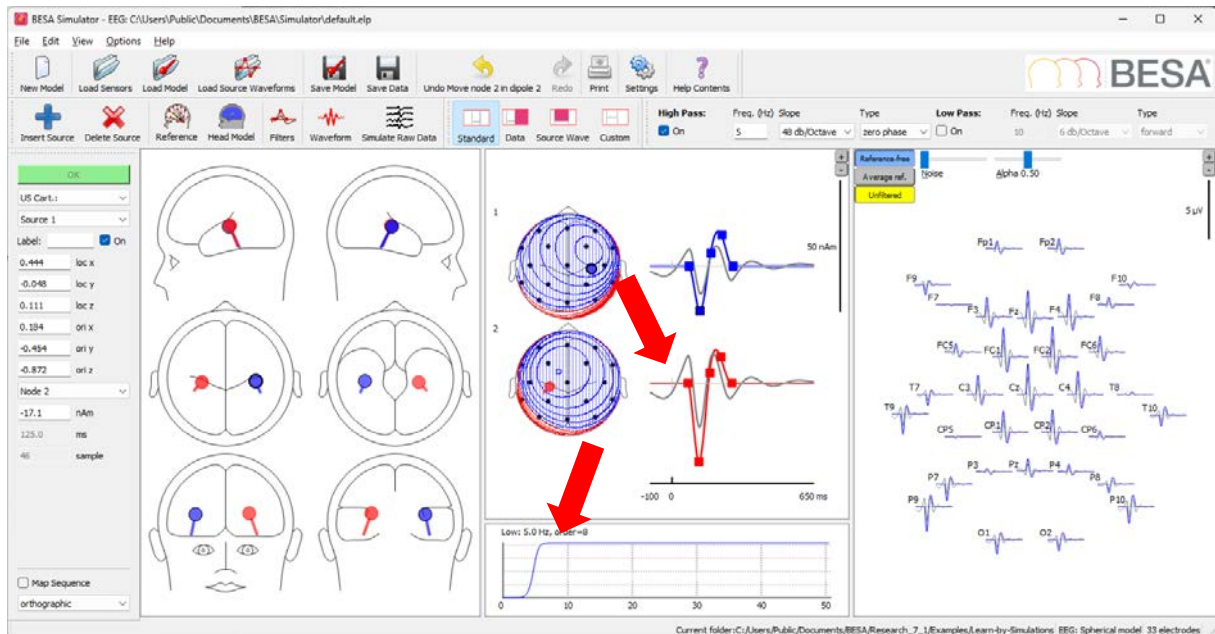 BESA Simulator - EEG: C:\Users\Public\Documents\BESA\Simulator\default.elp
File Edit View Options Help
New Model Load Sensors Load Model Load Source Waveforms Save Model Save Data Undo Move node 2 in dipole 2 Redo Print Settings Help Contents
BESA®
Insert Source Delete Source Reference Head Model Filters Waveform Simulate Raw Data Standard Data Source Wave Custom
High Pass: Freq. (Hz) Slope Type Low Pass: Freq. (Hz) Slope Type
On 5 48 db/Octave zero phase On 10 6 db/Octave forward
OK
US Cart.:
Source 1
Label: On
0.444 loc x
-0.048 loc y
0.111 loc z
0.184 ori x
-0.454 ori y
-0.872 ori z
Node 2
-17.1 nAm
125.0 ms
46 sample
Map Sequence
orthographic
1
+
-
50 nAm
2
-100 0 650 ms
Low: 5.0 Hz, order=8
0 10 20 30 40 50
Reference-free
Average ref.
Unfiltered
Noise Alpha 0.50
+
-
5 µV
Fp1 Fp2
F9 F10
F7 F3 Fz F4 F8
FC5 FC1 FC2 FC6
T9 T7 C3 Cz C4 T8 T10
CP5 CP1 CP2 CP6
P7 P3 Pz P4 P8
P9 P10
O1 O2
Current folder:C:/Users/Public/Documents/BESA/Research_7_1/Examples/Learn-by-Simulations EEG: Spherical model 33 electrodes